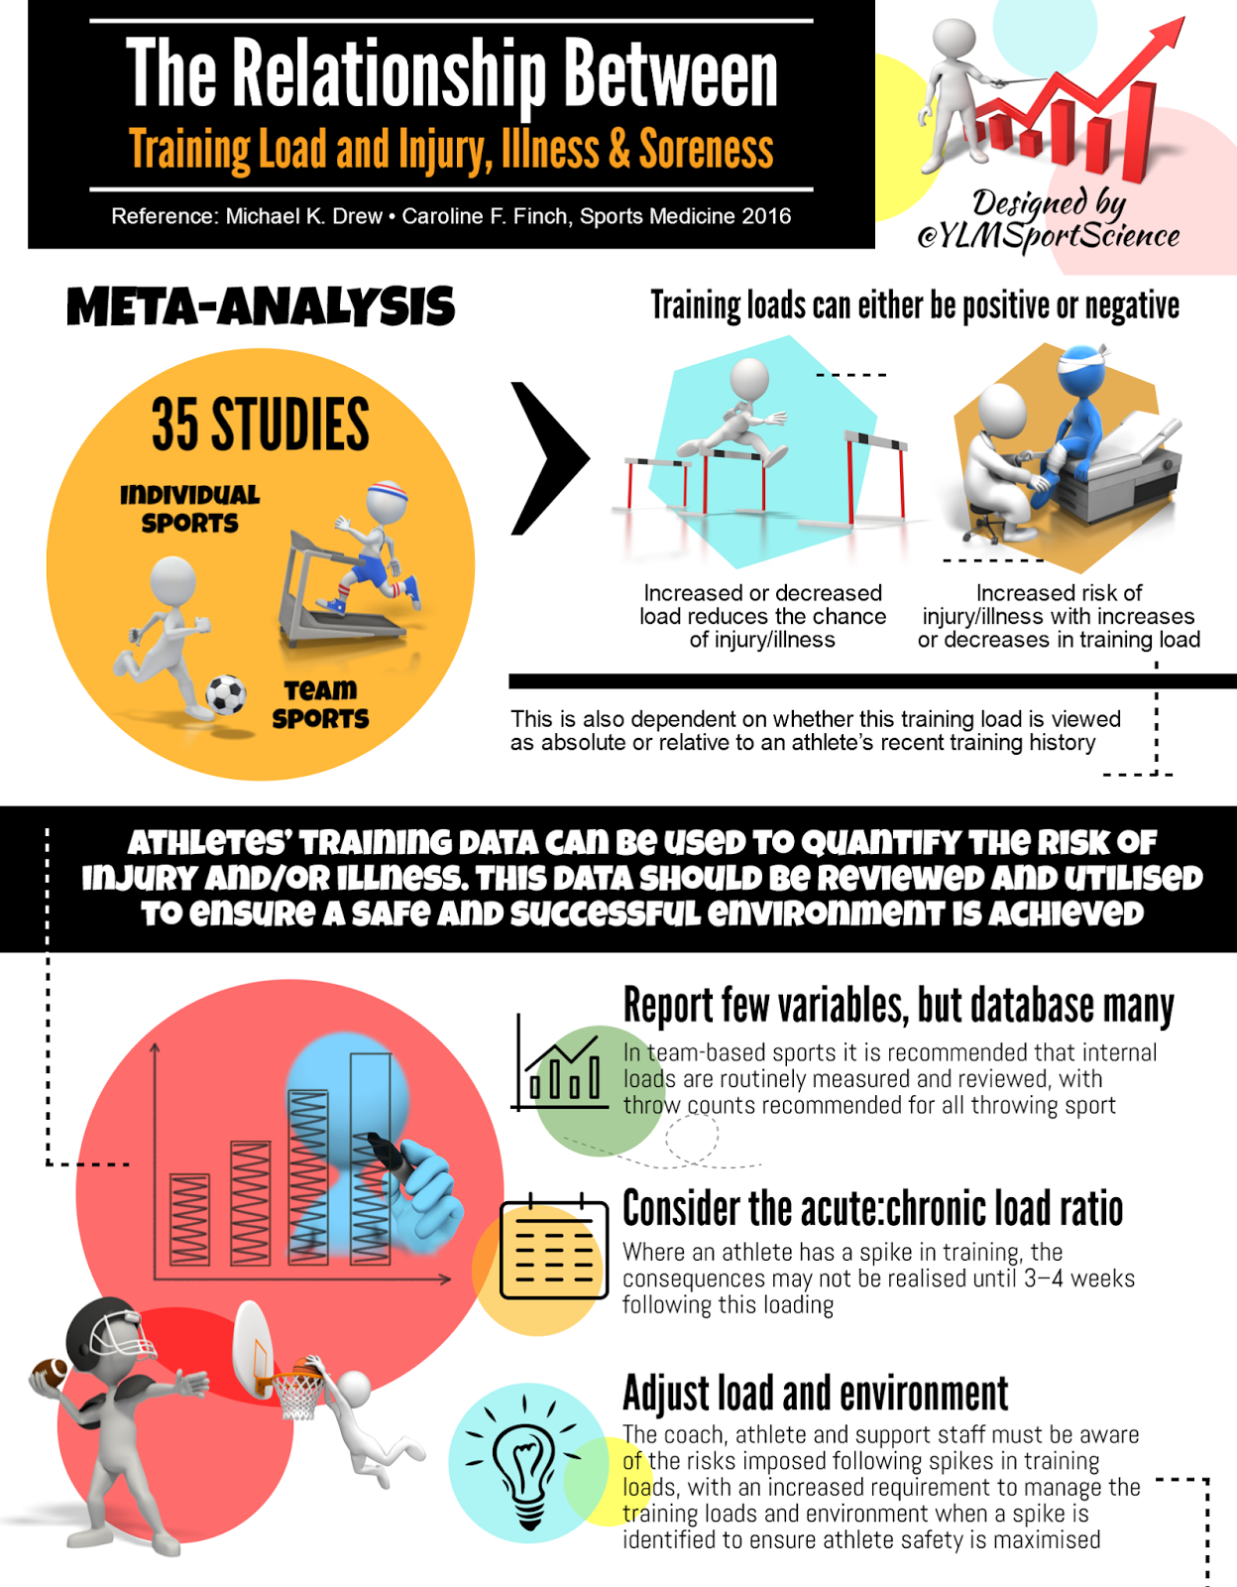 The Relationship Between
Training Load and Injury, Illness & Soreness
Reference: Michael K. Drew • Caroline F. Finch, Sports Medicine 2016
Designed by
@YLMSportScience
META-ANALYSIS
35 STUDIES
INDIVIDUAL
SPORTS
TEAM
SPORTS
Training loads can either be positive or negative
Increased or decreased
load reduces the chance
of injury/illness
Increased risk of
injury/illness with increases
or decreases in training load
This is also dependent on whether this training load is viewed
as absolute or relative to an athlete's recent training history
ATHLETES' TRAINING DATA CAN BE USED TO QUANTIFY THE RISK OF
INJURY AND/OR ILLNESS. THIS DATA SHOULD BE REVIEWED AND UTILISED
TO ENSURE A SAFE AND SUCCESSFUL ENVIRONMENT IS ACHIEVED
Report few variables, but database many
In team-based sports it is recommended that internal
loads are routinely measured and reviewed, with
throw counts recommended for all throwing sport
Consider the acute:chronic load ratio
Where an athlete has a spike in training, the
consequences may not be realised until 3–4 weeks
following this loading
Adjust load and environment
The coach, athlete and support staff must be aware
of the risks imposed following spikes in training
loads, with an increased requirement to manage the
training loads and environment when a spike is
identified to ensure athlete safety is maximised